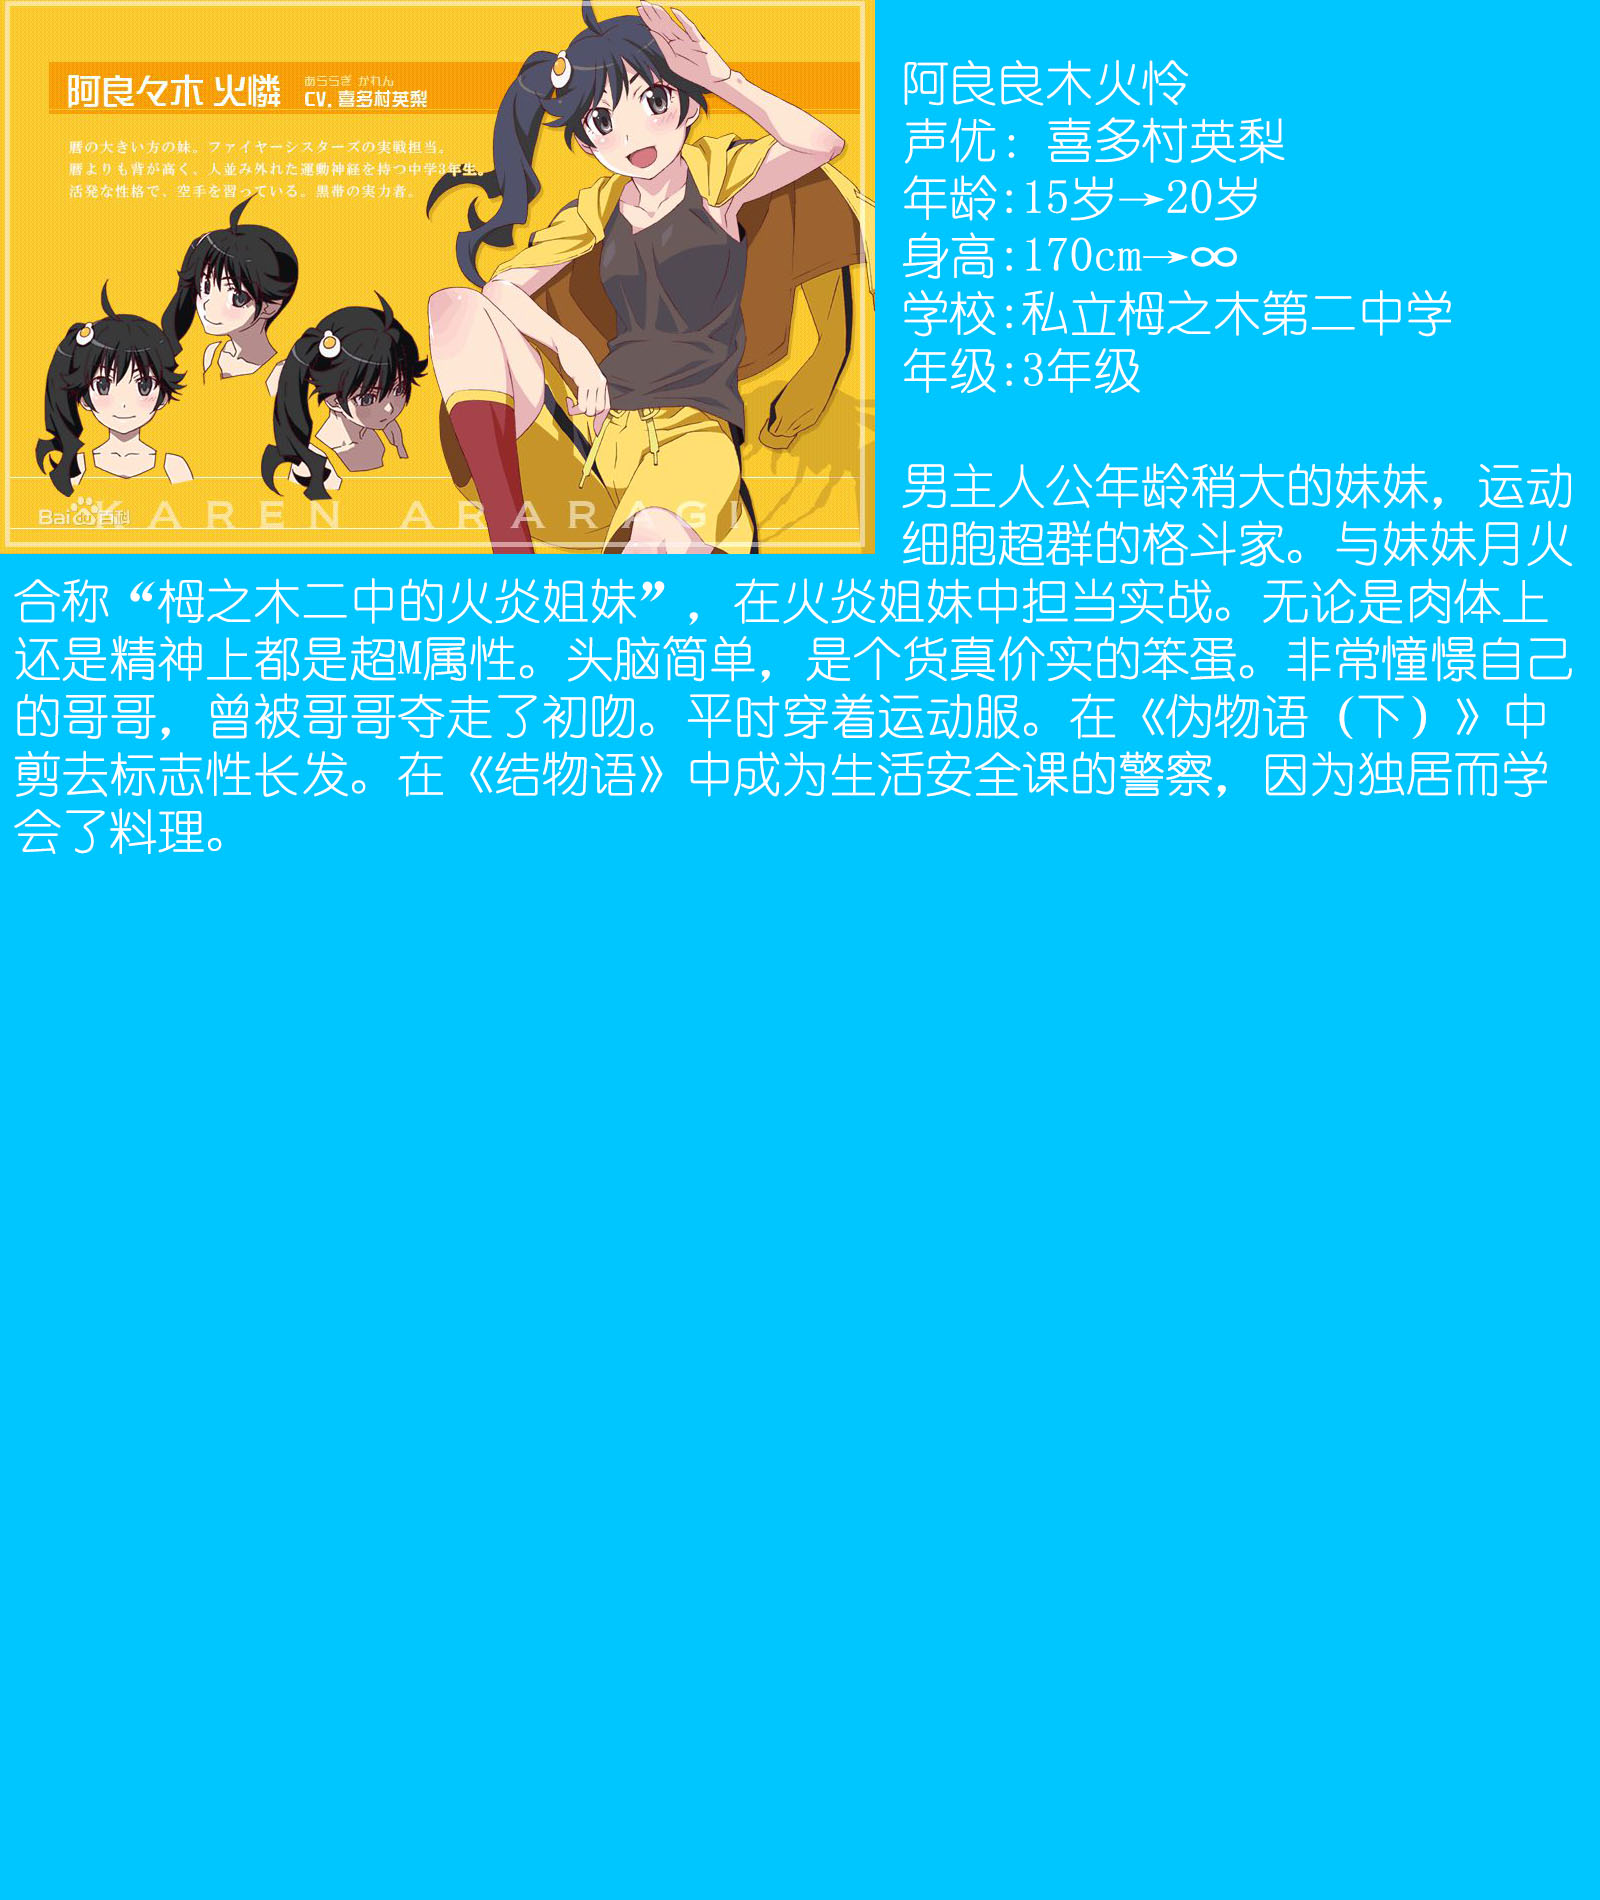 阿良々木 火憐
あららぎ かれん
CV. 喜多村英梨
暦の大きい方の妹。ファイヤーシスターズの実戦担当。
暦よりも背が高く、人並み外れた運動神経を持つ中学3年生。
活発な性格で、空手を習っている。黒帯の実力者。
KAREN ARARAGI
Bai du 百科
阿良良木火怜
声优: 喜多村英梨
年龄:15岁→20岁
身高:170cm→∞
学校:私立栂之木第二中学
年级:3年级
男主人公年龄稍大的妹妹，运动
细胞超群的格斗家。与妹妹月火
合称“栂之木二中的火炎姐妹”，在火炎姐妹中担当实战。无论是肉体上
还是精神上都是超M属性。头脑简单，是个货真价实的笨蛋。非常憧憬自己
的哥哥，曾被哥哥夺走了初吻。平时穿着运动服。在《伪物语（下）》中
剪去标志性长发。在《结物语》中成为生活安全课的警察，因为独居而学
会了料理。